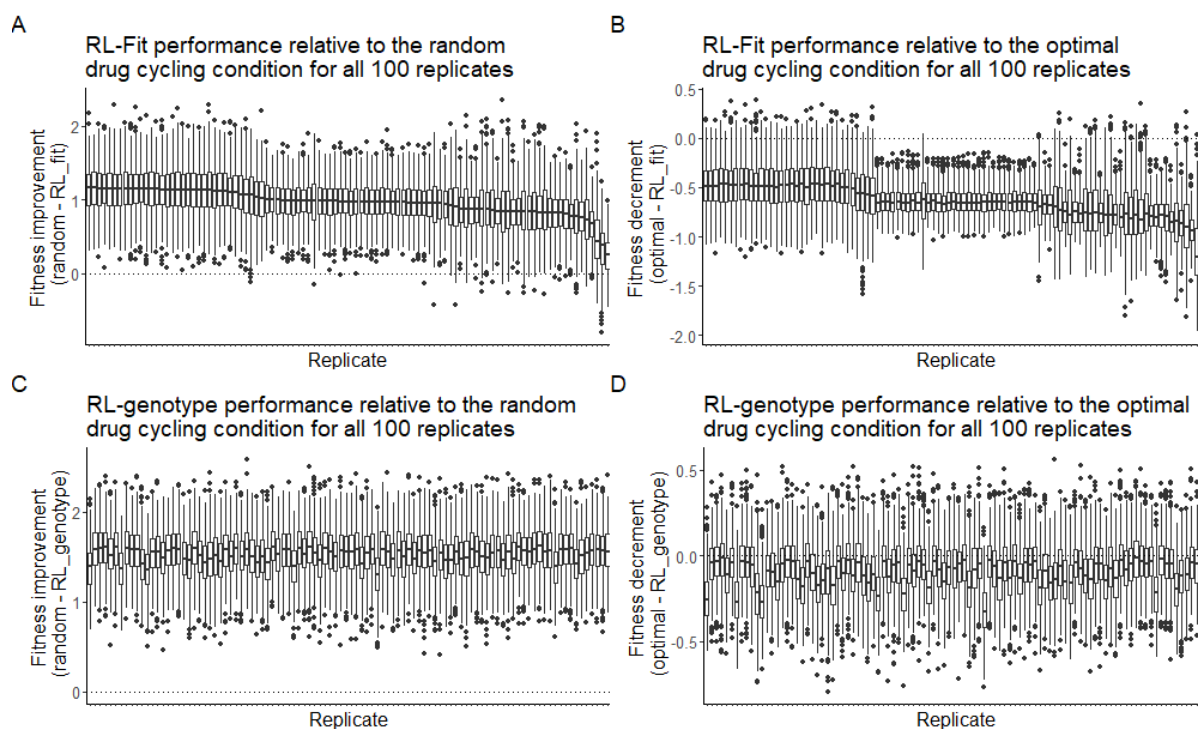 A
RL-Fit performance relative to the random
drug cycling condition for all 100 replicates
Fitness improvement
(random - RL_fit)
2
1
0
Replicate
B
RL-Fit performance relative to the optimal
drug cycling condition for all 100 replicates
Fitness decrement
(optimal - RL_fit)
0.5
0.0
-0.5
-1.0
-1.5
-2.0
Replicate
C
RL-genotype performance relative to the random
drug cycling condition for all 100 replicates
Fitness improvement
(random - RL_genotype)
2
1
0
Replicate
D
RL-genotype performance relative to the optimal
drug cycling condition for all 100 replicates
Fitness decrement
(optimal - RL_genotype)
0.5
0.0
-0.5
Replicate